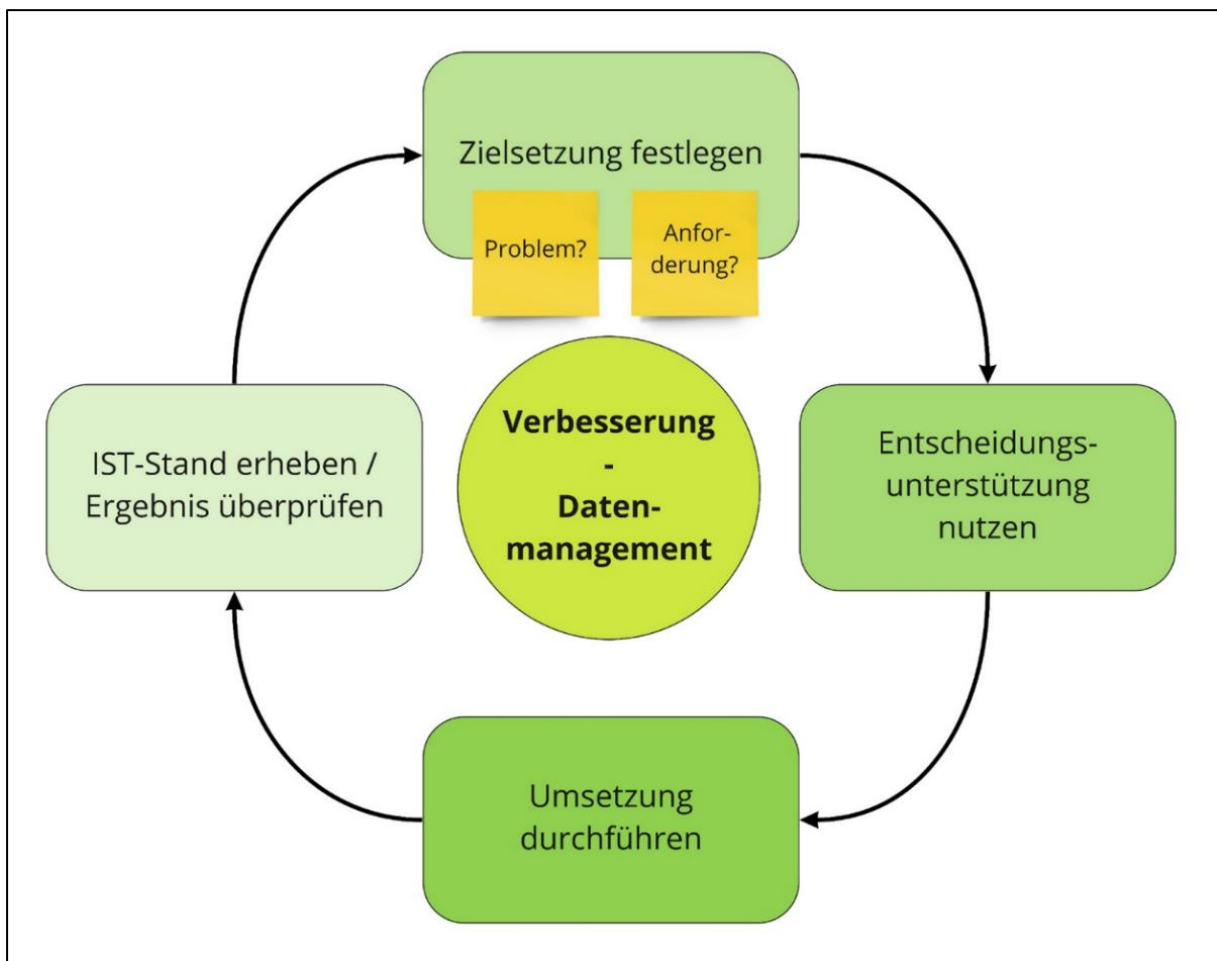 Zielsetzung festlegen
Problem?
Anfor-
derung?
IST-Stand erheben /
Ergebnis überprüfen
Verbesserung
-
Daten-
management
Entscheidungs-
unterstützung
nutzen
Umsetzung
durchführen